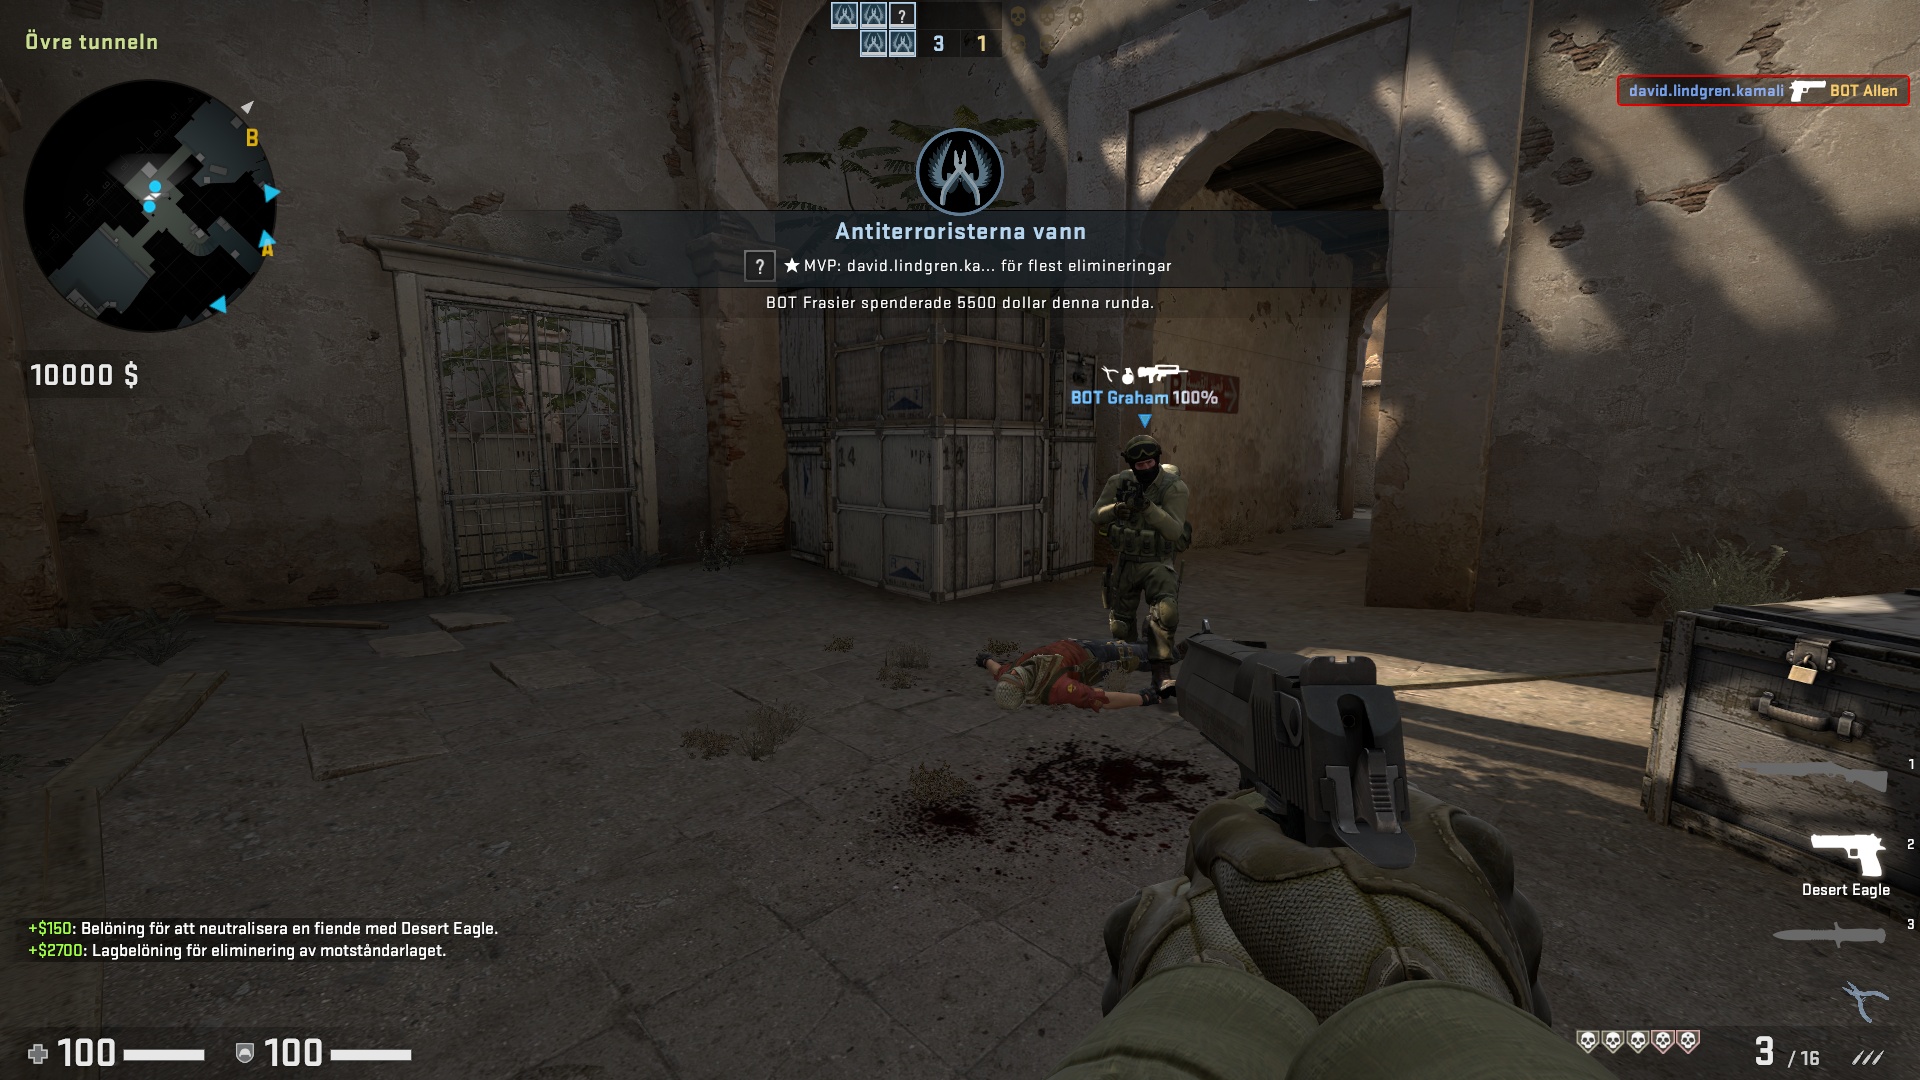 Övre tunneln
?
3 1
david.lindgren.kamali BOT Allen
B
A
Antiterroristerna vann
? MVP: david.lindgren.ka... för flest elimineringar
BOT Frasier spenderade 5500 dollar denna runda.
10000 $
BOT Graham 100%
14 14
1
2
Desert Eagle
3
+$150: Belöning för att neutralisera en fiende med Desert Eagle.
+$2700: Lagbelöning för eliminering av motståndarlaget.
100 100
3 / 16